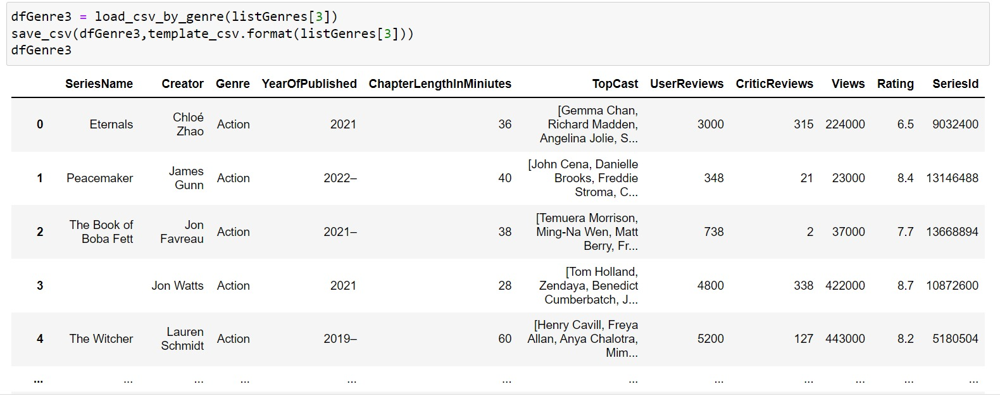 dfGenre3 = load_csv_by_genre(listGenres[3])
save_csv(dfGenre3,template_csv.format(listGenres[3]))
dfGenre3
SeriesName Creator Genre YearOfPublished ChapterLengthInMiniutes TopCast UserReviews CriticReviews Views Rating SeriesId
0 Eternals Chloé Zhao Action 2021 36 [Gemma Chan, Richard Madden, Angelina Jolie, S... 3000 315 224000 6.5 9032400
1 Peacemaker James Gunn Action 2022– 40 [John Cena, Danielle Brooks, Freddie Stroma, C... 348 21 23000 8.4 13146488
2 The Book of Boba Fett Jon Favreau Action 2021– 38 [Temuera Morrison, Ming-Na Wen, Matt Berry, Fr... 738 2 37000 7.7 13668894
3 Jon Watts Action 2021 28 [Tom Holland, Zendaya, Benedict Cumberbatch, J... 4800 338 422000 8.7 10872600
4 The Witcher Lauren Schmidt Action 2019– 60 [Henry Cavill, Freya Allan, Anya Chalotra, Mim... 5200 127 443000 8.2 5180504
... ... ... ... ... ... ... ... ... ... ... ...